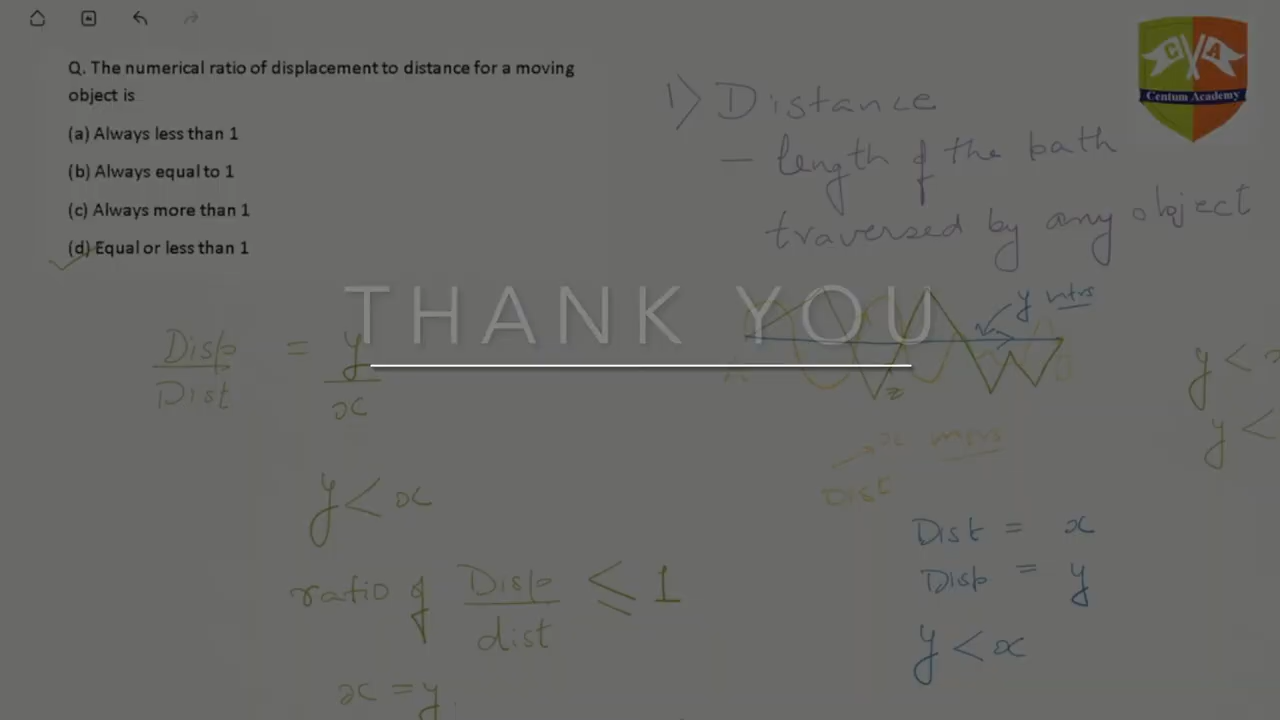 Q. The numerical ratio of displacement to distance for a moving
object is
(a) Always less than 1
(b) Always equal to 1
(c) Always more than 1
(d) Equal or less than 1
C A
Centum Academy
1) Distance
— length of the path
traversed by any object
THANK YOU
y mtrs
Disp = y
Dist x
x mtrs
Dist
y <
y <
y < x
Dist = x
Disp = y
y < x
ratio of Disp ≤ 1
dist
x = y